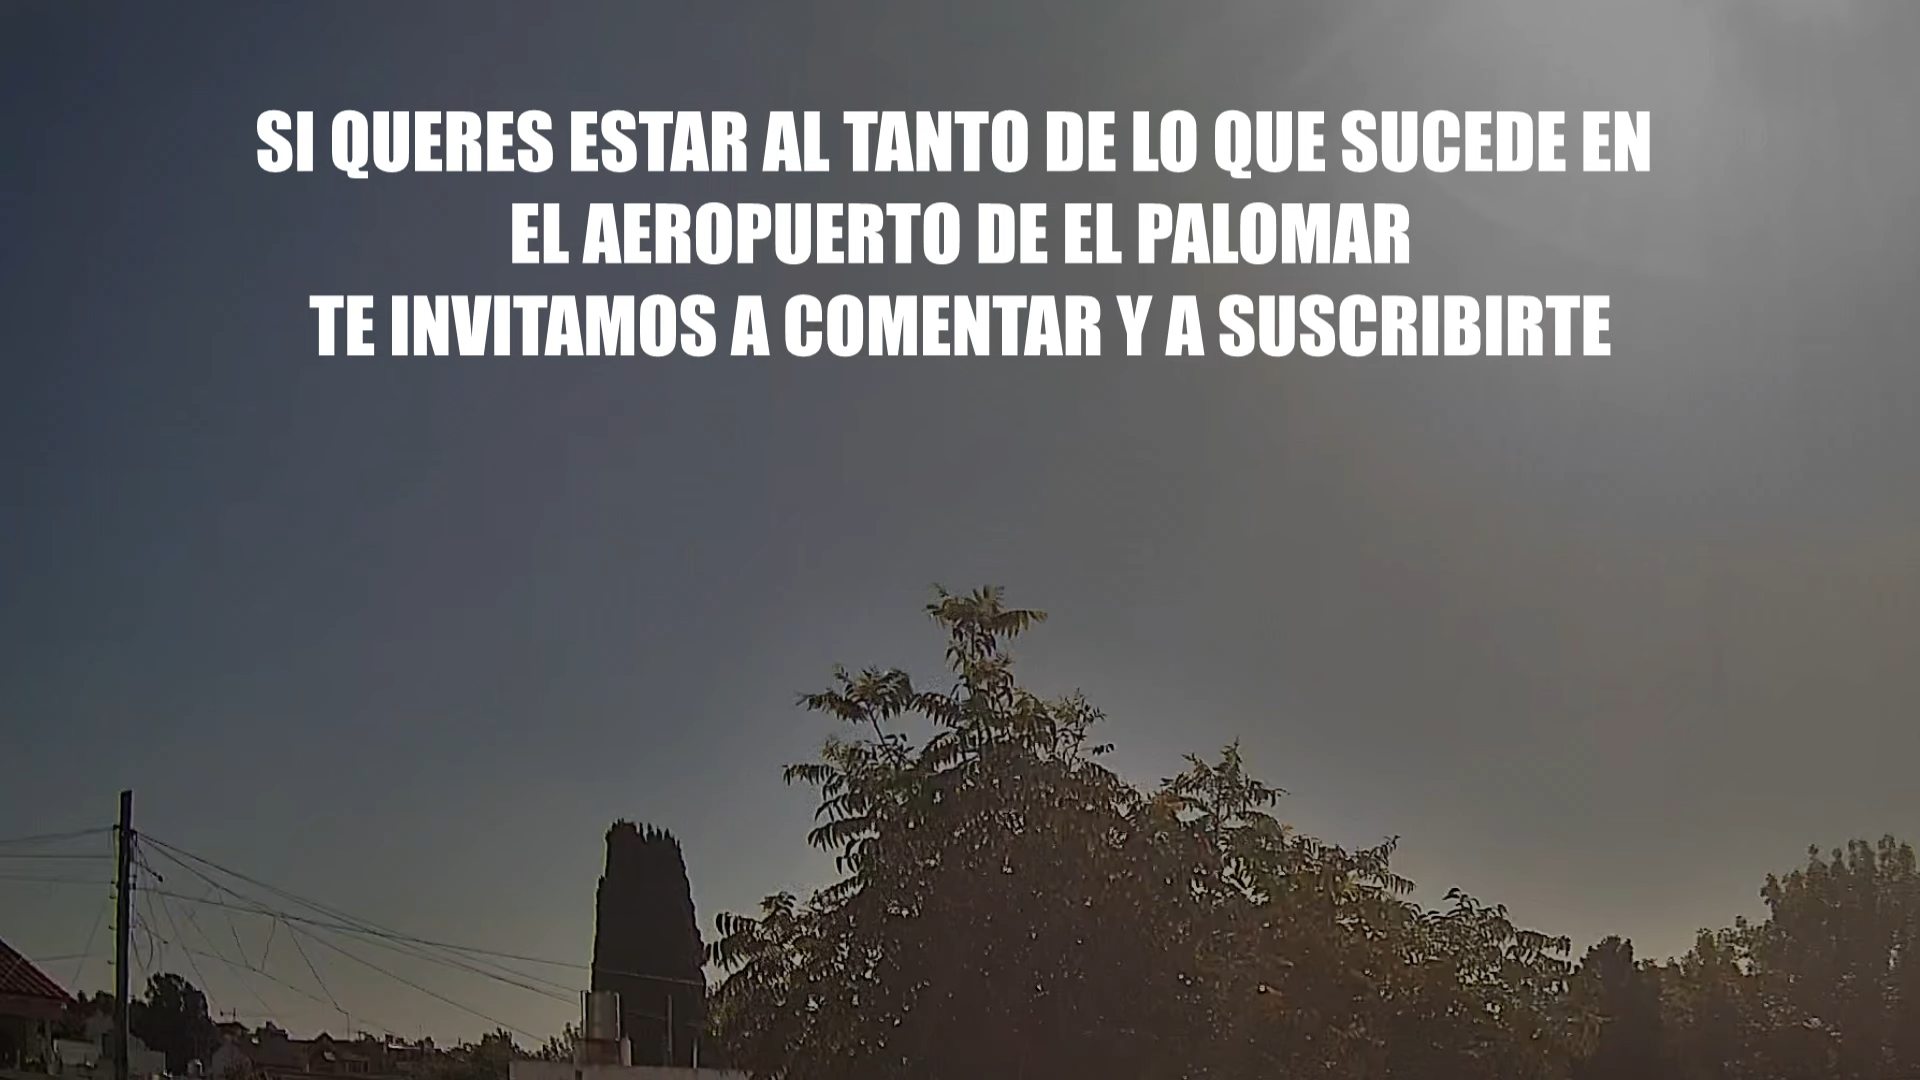 SI QUERES ESTAR AL TANTO DE LO QUE SUCEDE EN
EL AEROPUERTO DE EL PALOMAR
TE INVITAMOS A COMENTAR Y A SUSCRIBIRTE